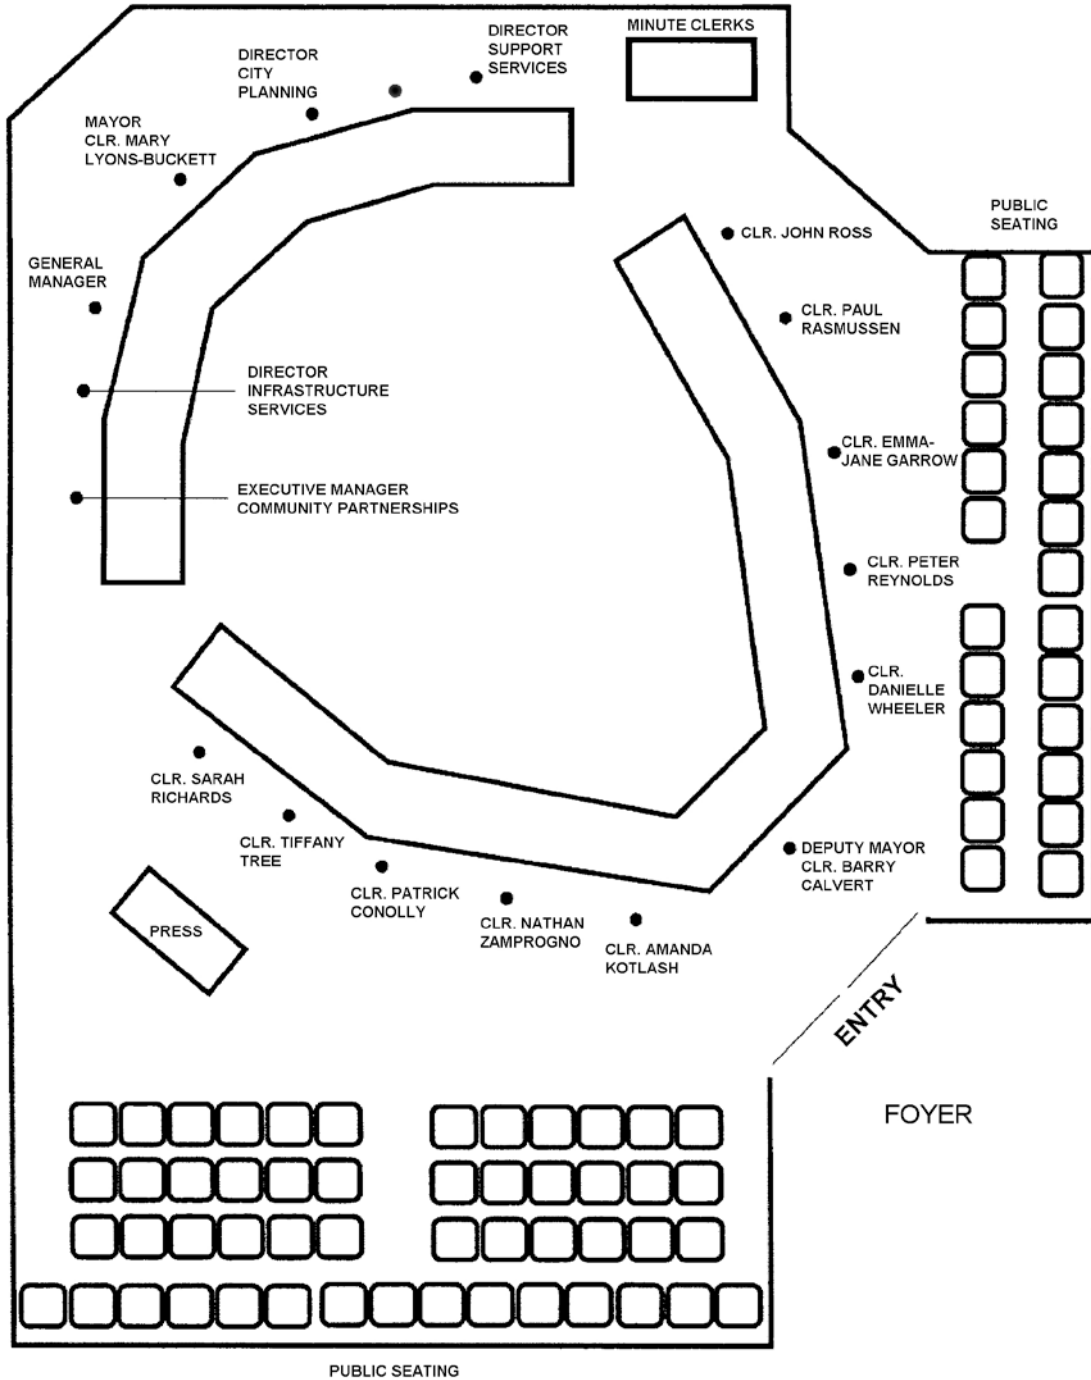 MINUTE CLERKS
DIRECTOR
SUPPORT
SERVICES
DIRECTOR
CITY
PLANNING
MAYOR
CLR. MARY
LYONS-BUCKETT
GENERAL
MANAGER
DIRECTOR
INFRASTRUCTURE
SERVICES
EXECUTIVE MANAGER
COMMUNITY PARTNERSHIPS
PUBLIC
SEATING
CLR. JOHN ROSS
CLR. PAUL
RASMUSSEN
CLR. EMMA-
JANE GARROW
CLR. PETER
REYNOLDS
CLR.
DANIELLE
WHEELER
DEPUTY MAYOR
CLR. BARRY
CALVERT
CLR. SARAH
RICHARDS
CLR. TIFFANY
TREE
CLR. PATRICK
CONOLLY
CLR. NATHAN
ZAMPROGNO
CLR. AMANDA
KOTLASH
PRESS
ENTRY
FOYER
PUBLIC SEATING